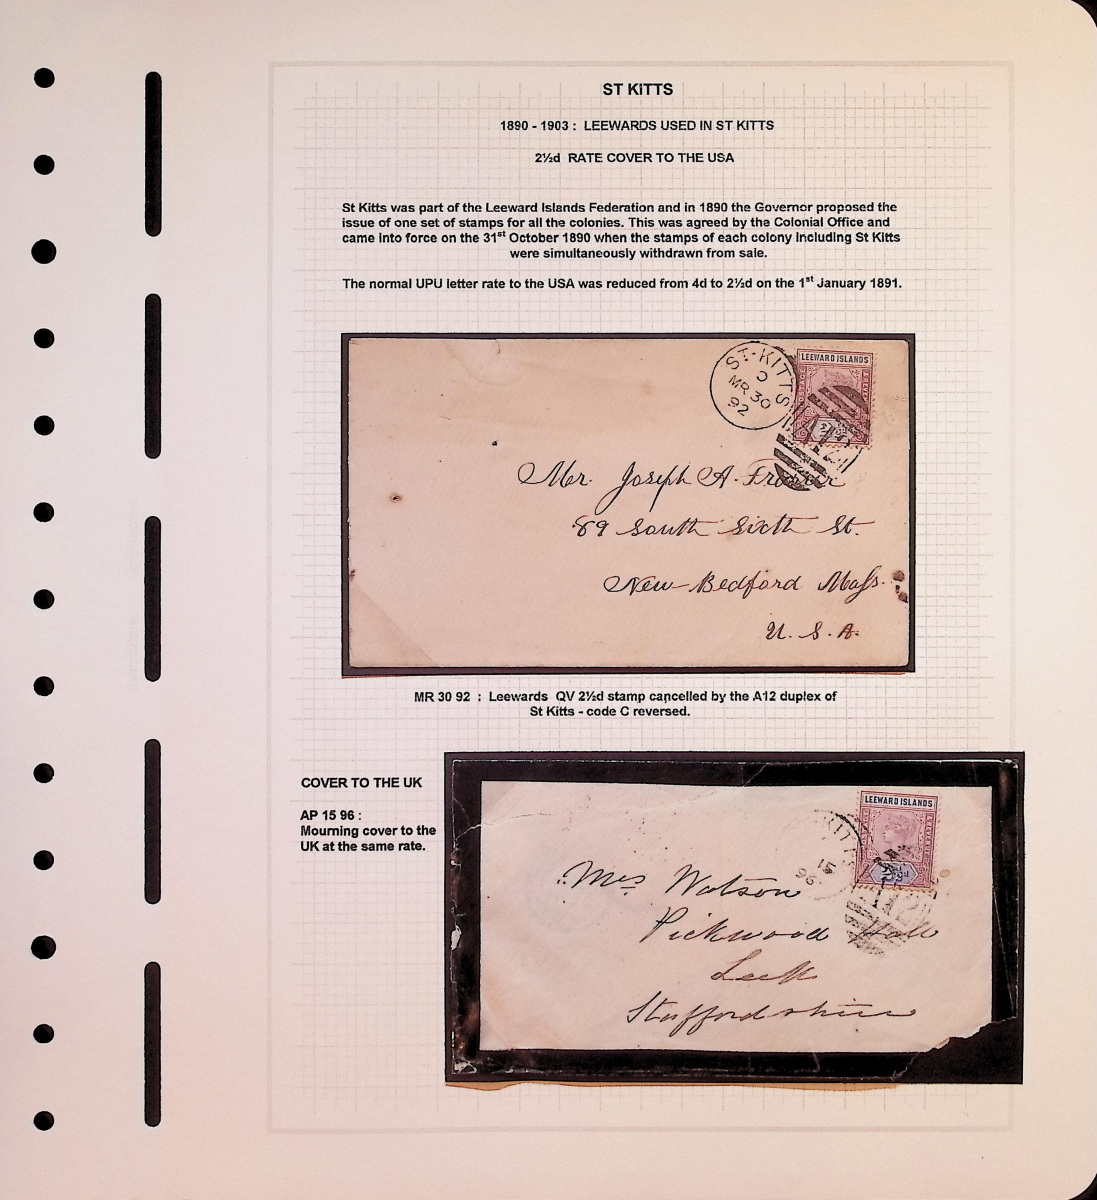 ST KITTS
1890 - 1903 : LEEWARDS USED IN ST KITTS
2½d RATE COVER TO THE USA
St Kitts was part of the Leeward Islands Federation and in 1890 the Governor proposed the
issue of one set of stamps for all the colonies. This was agreed by the Colonial Office and
came into force on the 31st October 1890 when the stamps of each colony including St Kitts
were simultaneously withdrawn from sale.
The normal UPU letter rate to the USA was reduced from 4d to 2½d on the 1st January 1891.
ST·KITTS
MR 30
92
LEEWARD ISLANDS
Mr. Joseph A.
89 South Sixth St.
New Bedford Mass.
U. S. A.
MR 30 92 : Leewards QV 2½d stamp cancelled by the A12 duplex of
St Kitts - code C reversed.
COVER TO THE UK
AP 15 96 :
Mourning cover to the
UK at the same rate.
LEEWARD ISLANDS
15
96
Mrs Watson
Pickwood Hall
Leek
Staffordshire